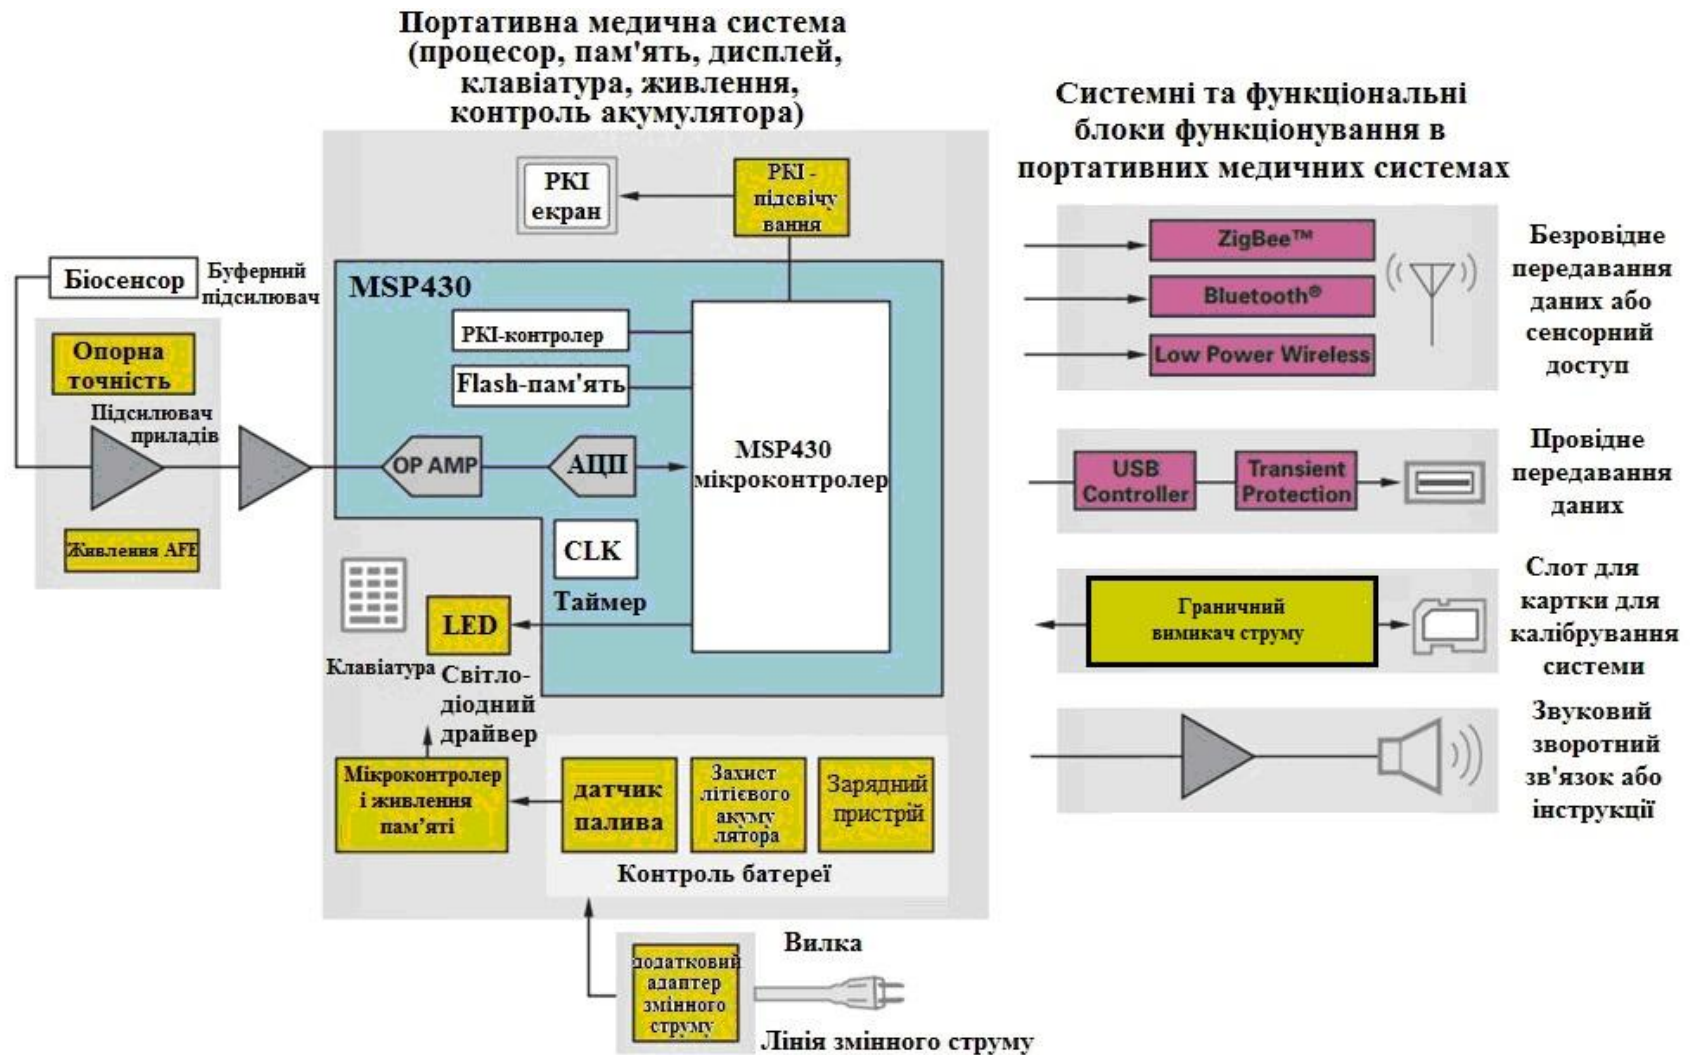 Портативна медична система
(процесор, пам'ять, дисплей,
клавіатура, живлення,
контроль акумулятора)
Системні та функціональні
блоки функціонування в
портативних медичних системах
РКІ
екран
РКІ -
підсвічу
вання
Біосенсор
Буферний
підсилювач
MSP430
Опорна
точність
Підсилювач
приладів
Живлення AFE
РКІ-контролер
Flash-пам'ять
OP AMP
АЦП
MSP430
мікроконтролер
CLK
Таймер
LED
Клавіатура
Світло-
діодний
драйвер
Мікроконтролер
і живлення
пам’яті
датчик
палива
Захист
літієвого
акуму
лятора
Зарядний
пристрій
Контроль батереї
додатковий
адаптер
змінного
струму
Вилка
Лінія змінного струму
ZigBee™
Bluetooth®
Low Power Wireless
Безровідне
передавання
даних або
сенсорний
доступ
USB
Controller
Transient
Protection
Провідне
передавання
даних
Граничний
вимикач струму
Слот для
картки для
калібрування
системи
Звуковий
зворотний
зв'язок або
інструкції